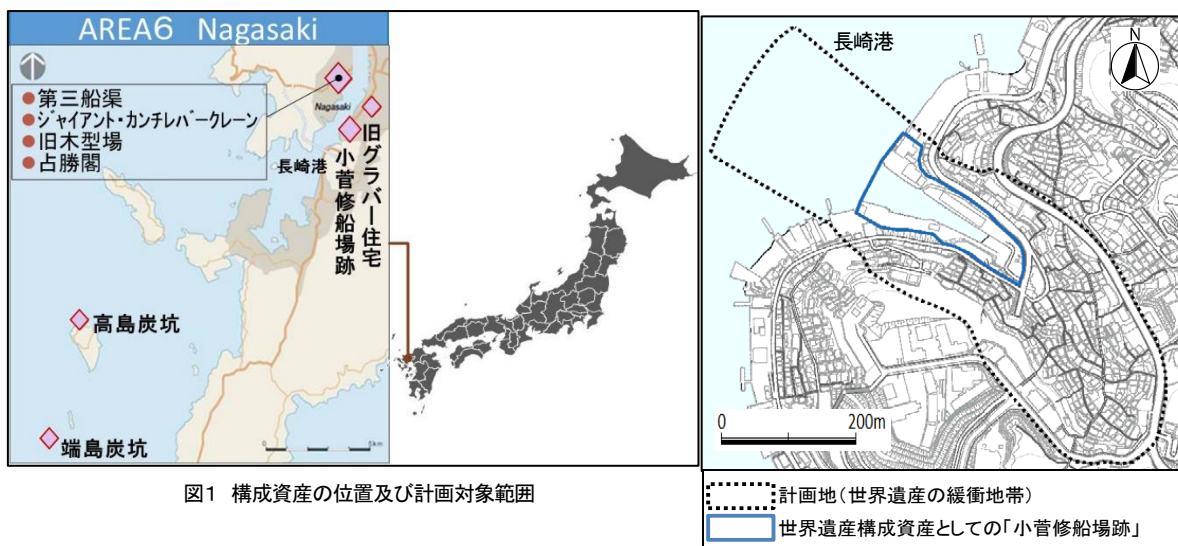 AREA6 Nagasaki
●第三船渠
●ジャイアント・カンチレバークレーン
●旧木型場
●占勝閣
Nagasaki
長崎港
旧グラバー住宅
小菅修船場跡
高島炭坑
端島炭坑
図1 構成資産の位置及び計画対象範囲
長崎港
N
0 200m
計画地(世界遺産の緩衝地帯)
世界遺産構成資産としての「小菅修船場跡」